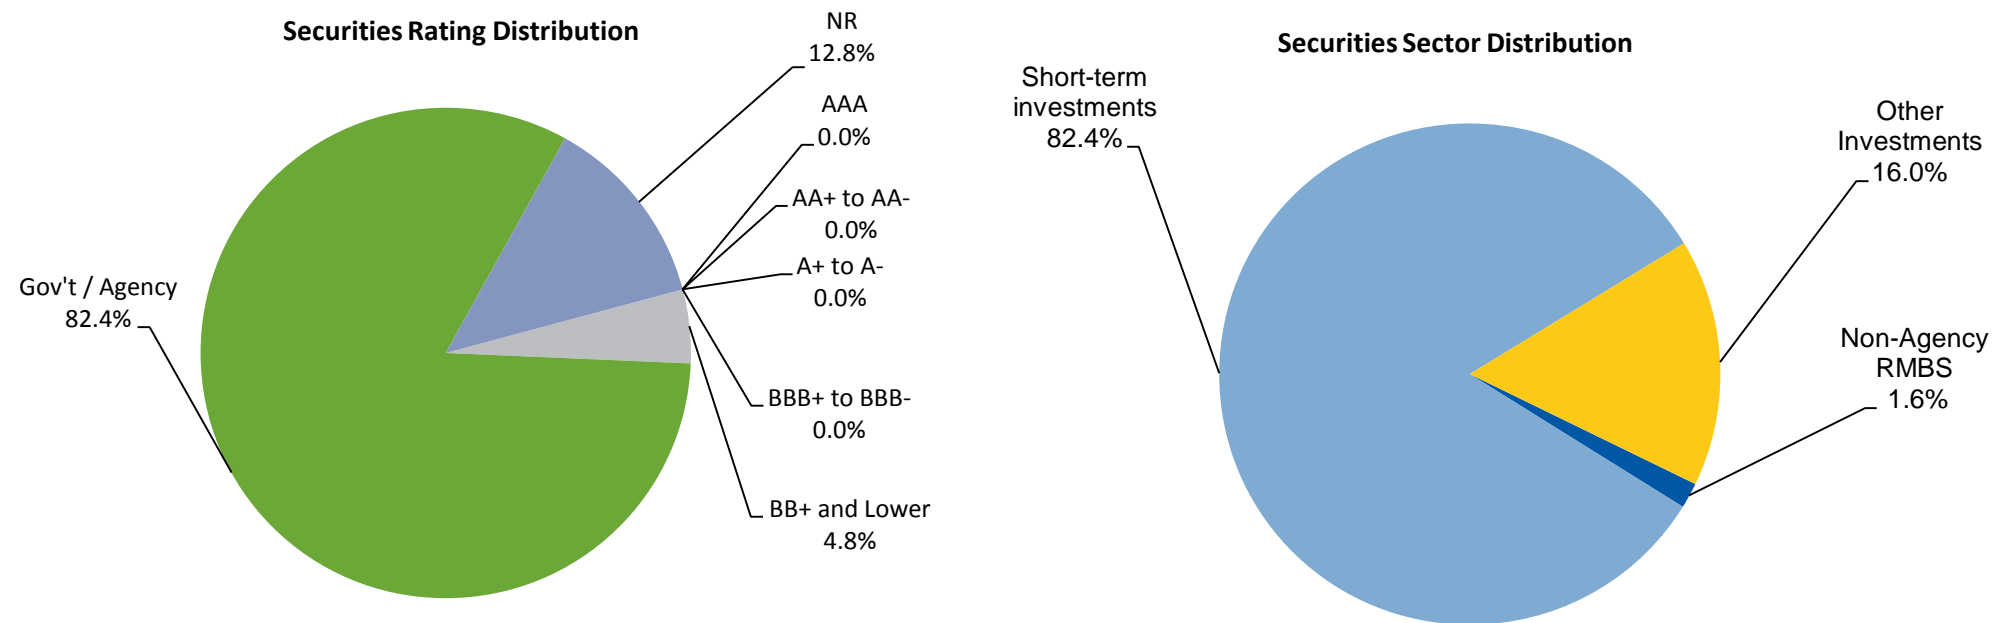 Securities Rating Distribution
NR
12.8%
AAA
0.0%
AA+ to AA-
0.0%
A+ to A-
0.0%
Gov't / Agency
82.4%
BBB+ to BBB-
0.0%
BB+ and Lower
4.8%
Securities Sector Distribution
Short-term
investments
82.4%
Other
Investments
16.0%
Non-Agency
RMBS
1.6%